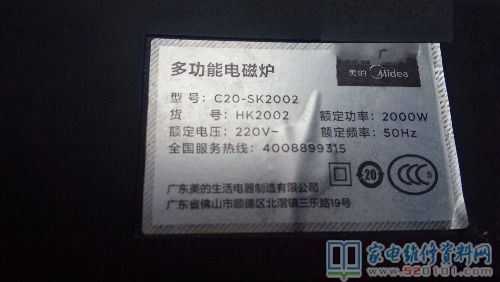 美的 Midea
多功能电磁炉
型号：C20-SK2002
货号：HK2002 额定功率：2000W
额定电压：220V~ 额定频率：50Hz
全国服务热线：4008899315
20
S
广东美的生活电器制造有限公司
广东省佛山市顺德区北滘镇三乐路19号
家电维修资料网
www.520101.com